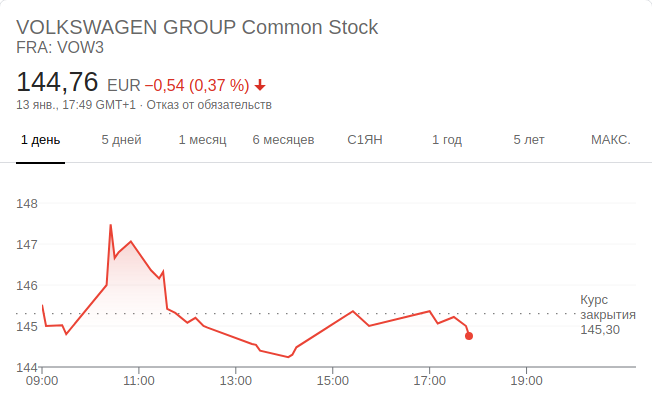 VOLKSWAGEN GROUP Common Stock
FRA: VOW3
144,76 EUR −0,54 (0,37 %)
13 янв., 17:49 GMT+1 · Отказ от обязательств
1 день 5 дней 1 месяц 6 месяцев С1ЯН 1 год 5 лет МАКС.
148
147
146
145
144
Курс
закрытия
145,30
09:00 11:00 13:00 15:00 17:00 19:00